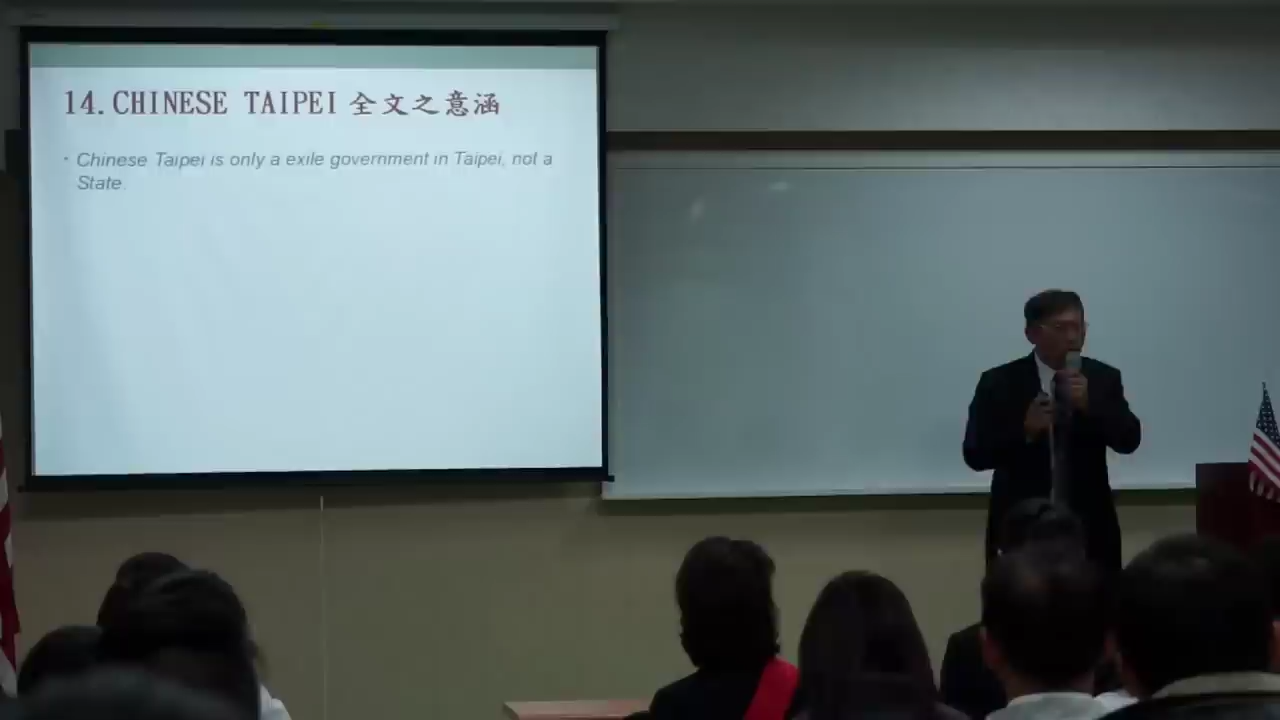 14. CHINESE TAIPEI 全文之意涵
• Chinese Taipei is only a exile government in Taipei, not a
State.